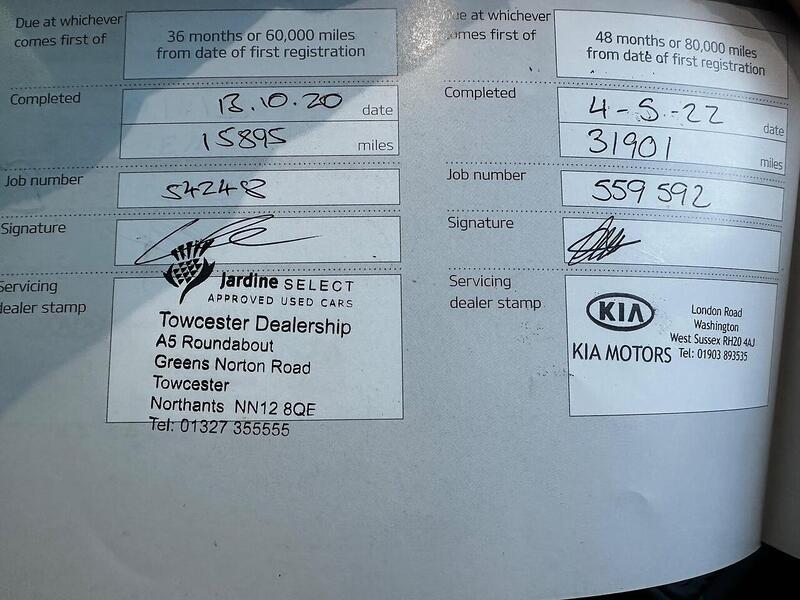 Due at whichever
comes first of
36 months or 60,000 miles
from date of first registration
Completed
13.10.20 date
15895 miles
Job number
54248
Signature
Servicing
dealer stamp
Jardine SELECT
APPROVED USED CARS
Towcester Dealership
A5 Roundabout
Greens Norton Road
Towcester
Northants NN12 8QE
Tel: 01327 355555
Due at whichever
comes first of
48 months or 80,000 miles
from date of first registration
Completed
4-5-22 date
31901 miles
Job number
559 592
Signature
Servicing
dealer stamp
KIA
KIA MOTORS
London Road
Washington
West Sussex RH20 4AJ
Tel: 01903 893535